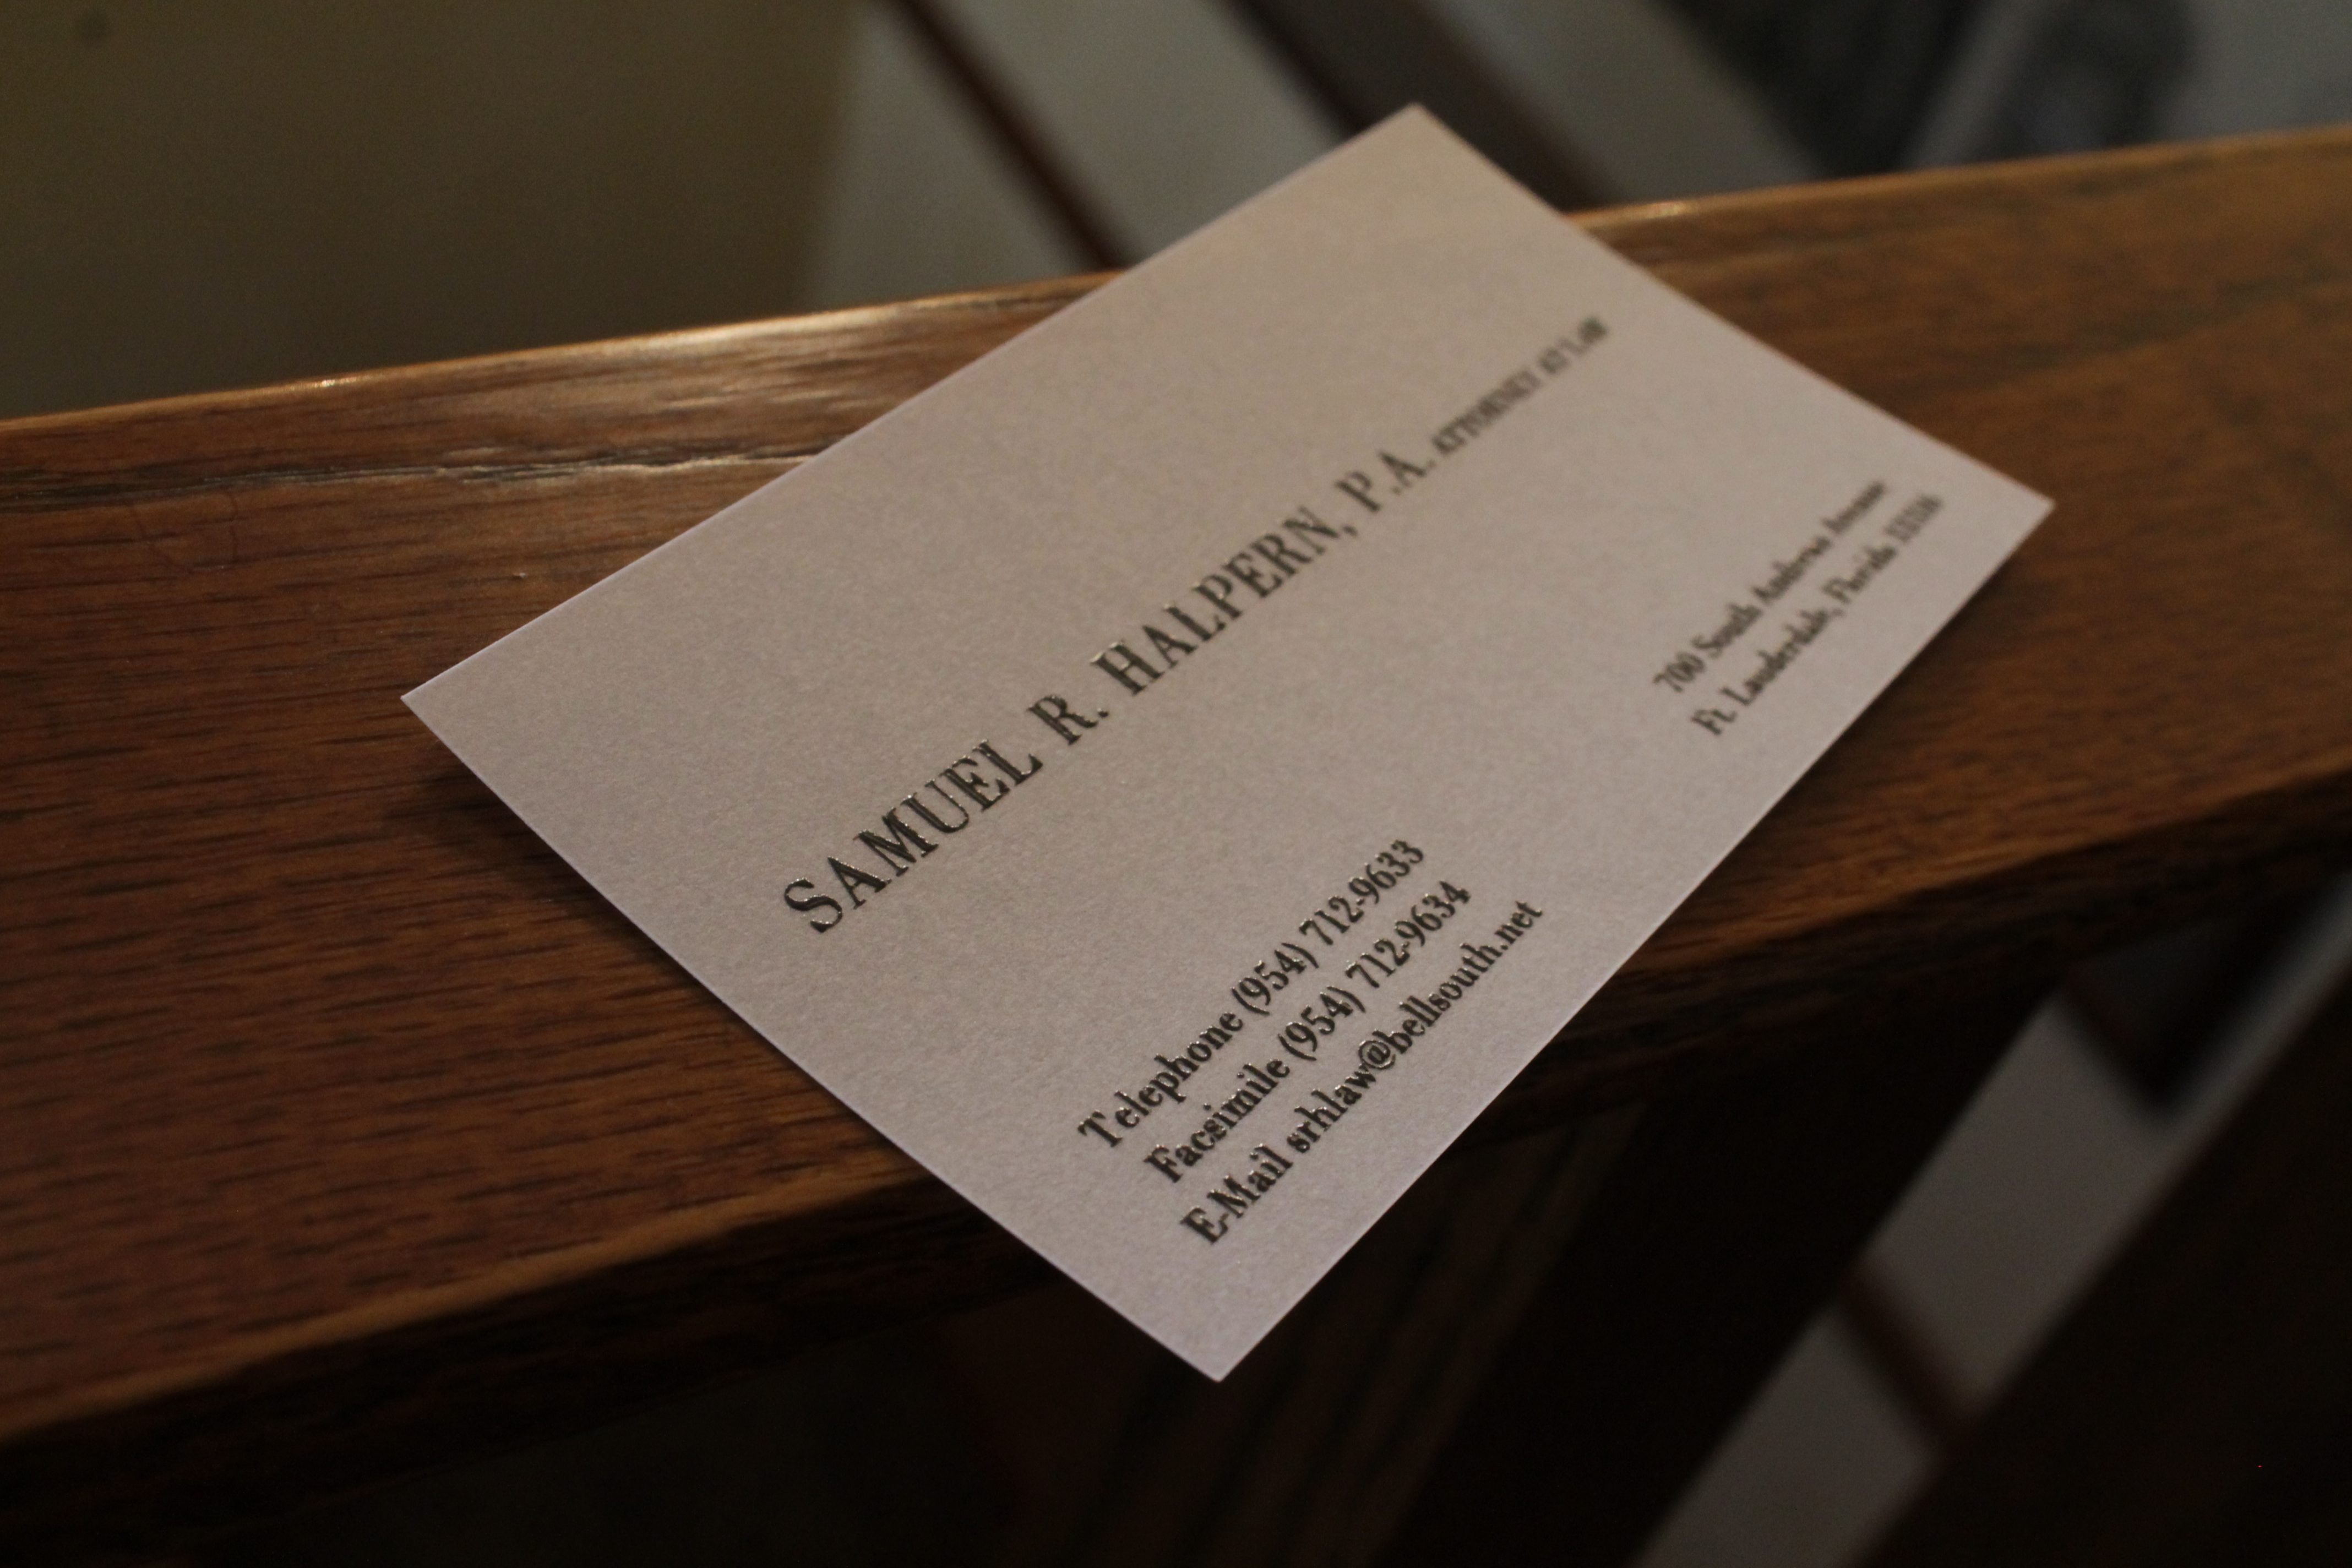 SAMUEL R. HALPERN, P.A. ATTORNEY AT LAW
Telephone (954) 712-9633
Facsimile (954) 712-9634
E-Mail srhlaw@bellsouth.net
700 South Andrews Avenue
Ft. Lauderdale, Florida